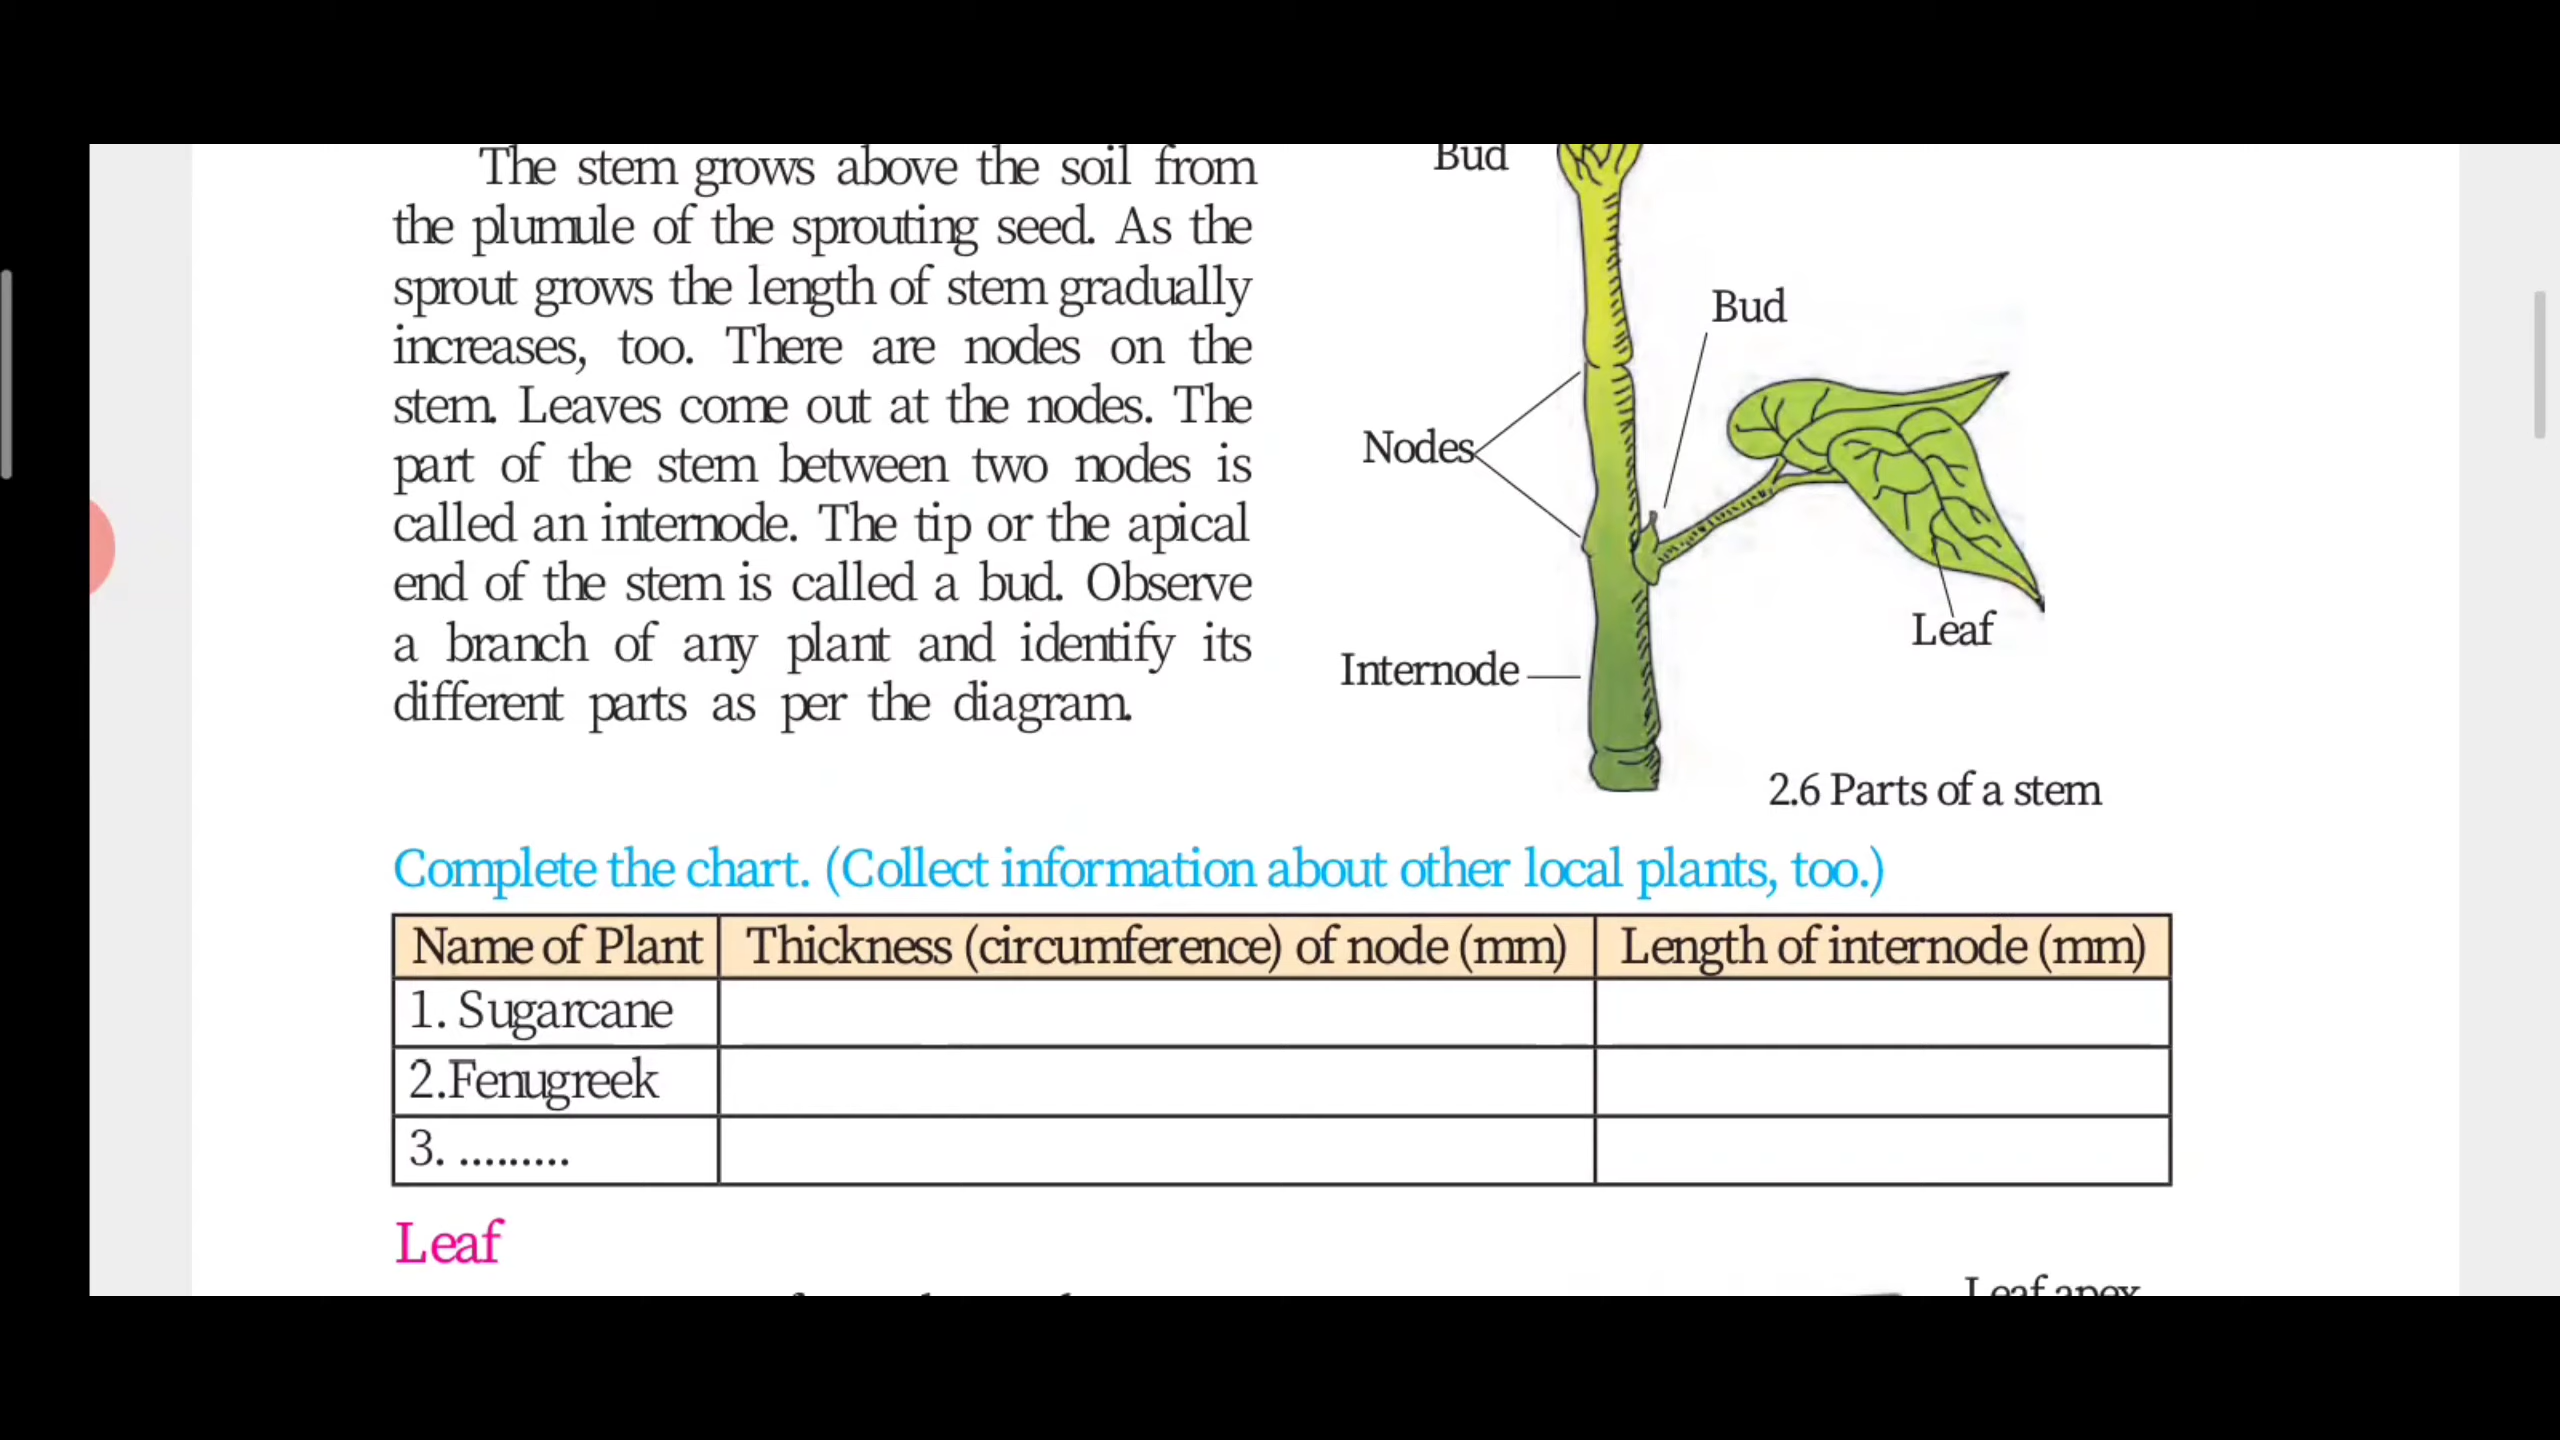 The stem grows above the soil from
the plumule of the sprouting seed. As the
sprout grows the length of stem gradually
increases, too. There are nodes on the
stem. Leaves come out at the nodes. The
part of the stem between two nodes is
called an internode. The tip or the apical
end of the stem is called a bud. Observe
a branch of any plant and identify its
different parts as per the diagram.
Bud
Bud
Nodes
Leaf
Internode
2.6 Parts of a stem
Complete the chart. (Collect information about other local plants, too.)
Name of Plant Thickness (circumference) of node (mm) Length of internode (mm)
1. Sugarcane
2.Fenugreek
3. .........
Leaf
Leaf apex